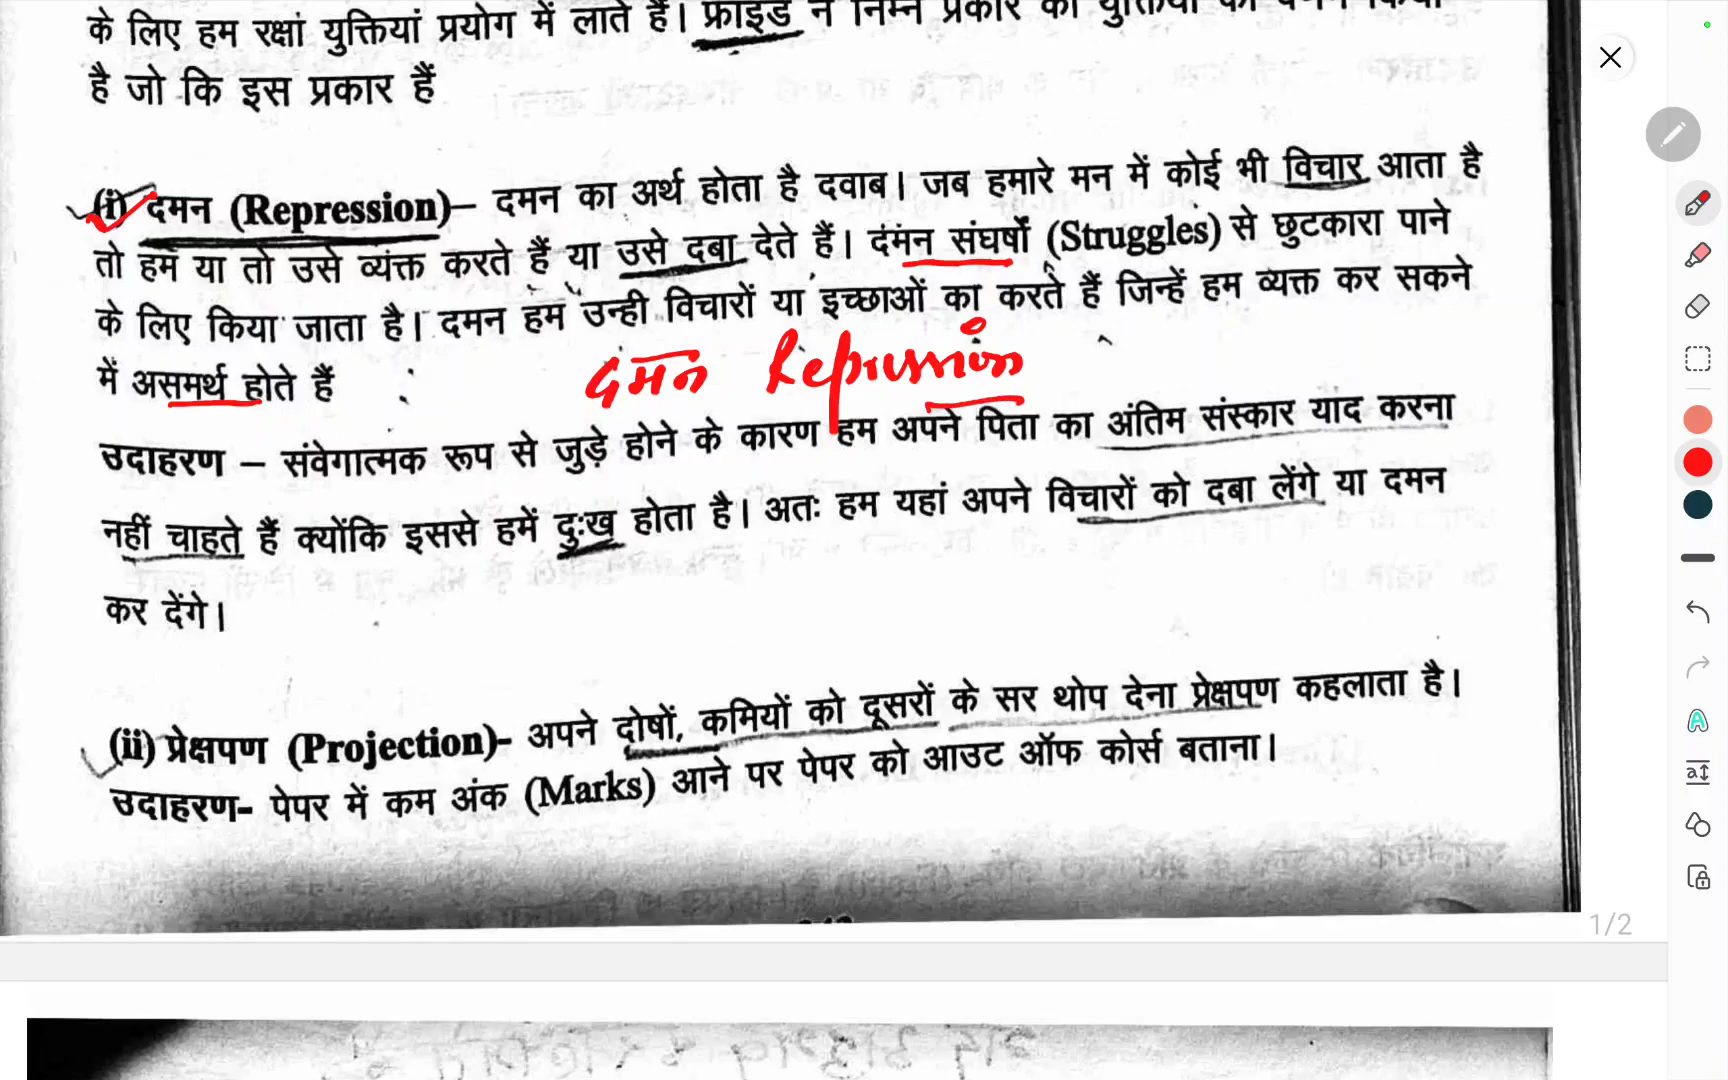 के लिए हम रक्षां युक्तियां प्रयोग में लाते हैं। फ्राइड ने निम्न प्रकार की युक्तियों का वर्णन किया
है जो कि इस प्रकार हैं
(i) दमन (Repression)– दमन का अर्थ होता है दवाब। जब हमारे मन में कोई भी विचार आता है
तो हम या तो उसे व्यंक्त करते हैं या उसे दबा देते हैं। दमन संघर्षों (Struggles) से छुटकारा पाने
के लिए किया जाता है। दमन हम उन्ही विचारों या इच्छाओं का करते हैं जिन्हें हम व्यक्त कर सकने
में असमर्थ होते हैं
दमन Repression
उदाहरण – संवेगात्मक रूप से जुड़े होने के कारण हम अपने पिता का अंतिम संस्कार याद करना
नहीं चाहते हैं क्योंकि इससे हमें दुःख होता है। अतः हम यहां अपने विचारों को दबा लेंगे या दमन
कर देंगे।
(ii) प्रेक्षपण (Projection)- अपने दोषों, कमियों को दूसरों के सर थोप देना प्रेक्षपण कहलाता है।
उदाहरण- पेपर में कम अंक (Marks) आने पर पेपर को आउट ऑफ कोर्स बताना।
1/2